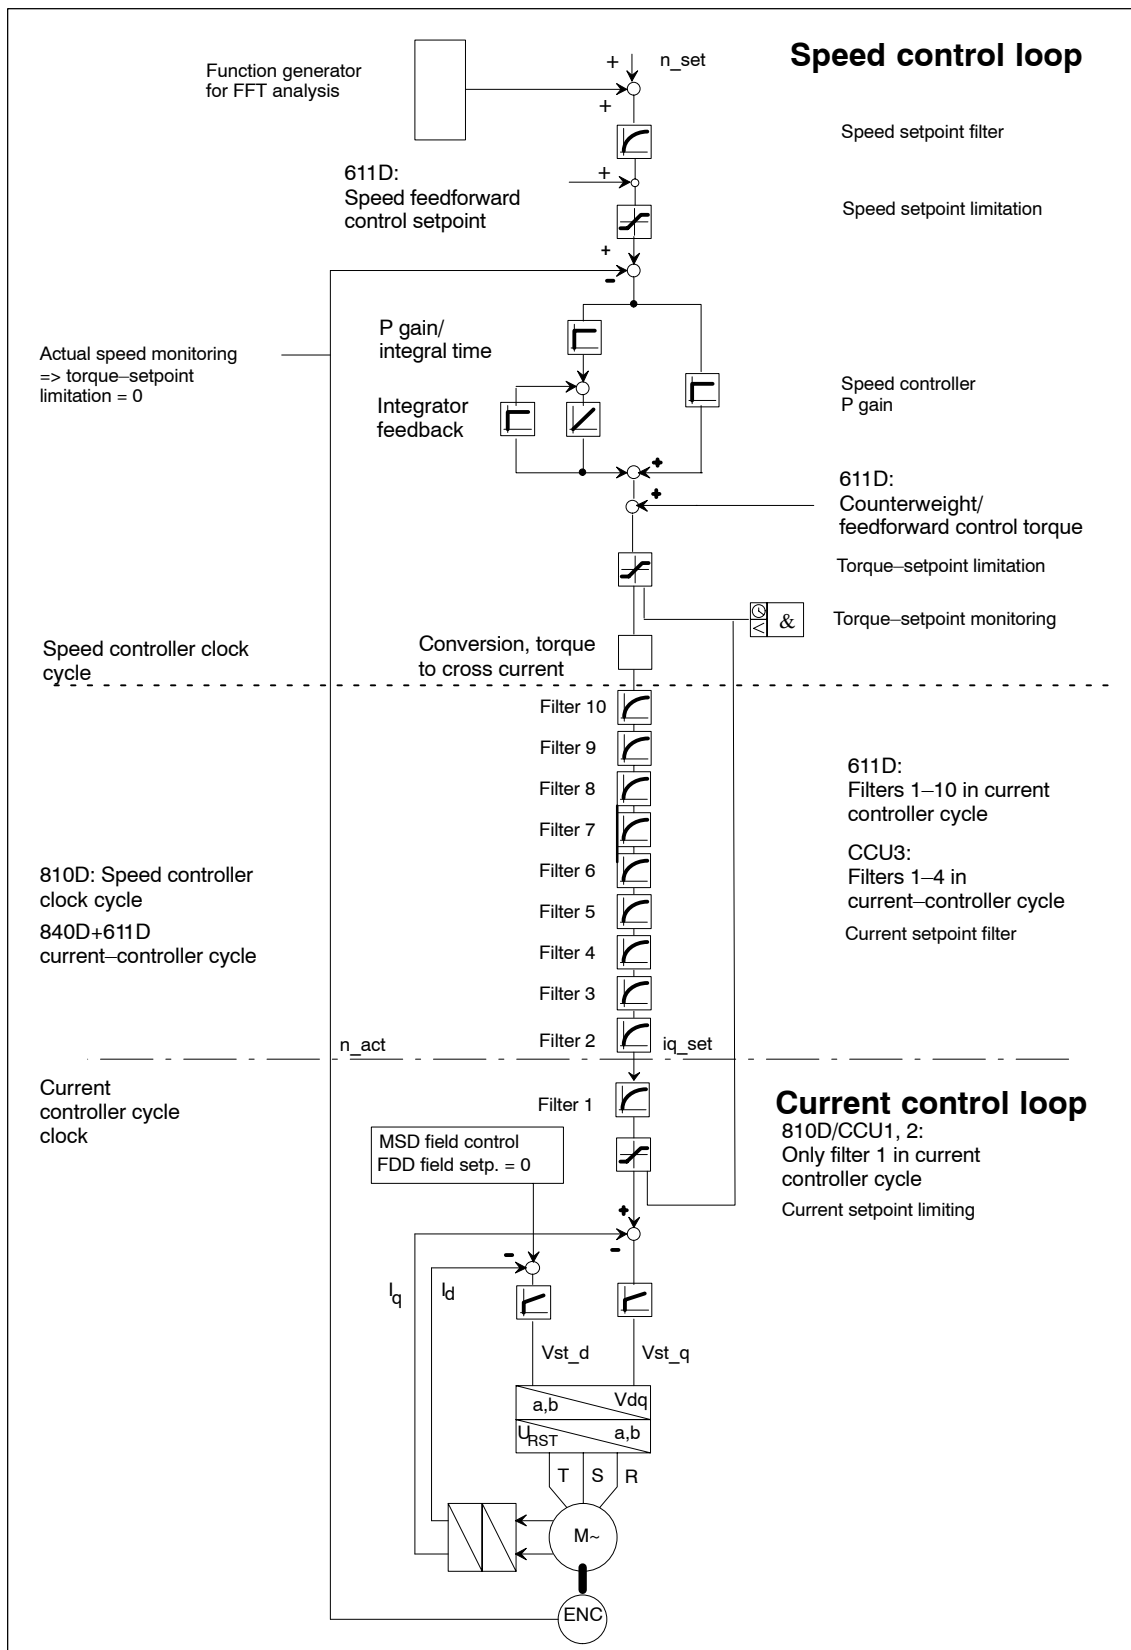 Speed control loop
+
n_set
Function generator
for FFT analysis
+
Speed setpoint filter
611D:
Speed feedforward
control setpoint
+
Speed setpoint limitation
+
–
P gain/
integral time
Actual speed monitoring
=> torque–setpoint
limitation = 0
Integrator
feedback
Speed controller
P gain
+
+
611D:
Counterweight/
feedforward control torque
Torque–setpoint limitation
<
&
Torque–setpoint monitoring
Conversion, torque
to cross current
Speed controller clock
cycle
Filter 10
Filter 9
Filter 8
Filter 7
Filter 6
Filter 5
Filter 4
Filter 3
Filter 2
611D:
Filters 1–10 in current
controller cycle
CCU3:
Filters 1–4 in
current–controller cycle
Current setpoint filter
810D: Speed controller
clock cycle
840D+611D
current–controller cycle
n_act
iq_set
Current
controller cycle
clock
Filter 1
Current control loop
810D/CCU1, 2:
Only filter 1 in current
controller cycle
Current setpoint limiting
MSD field control
FDD field setp. = 0
+
–
–
Iq
Id
Vst_d
Vst_q
a,b
Vdq
URST
a,b
T
S
R
M~
ENC